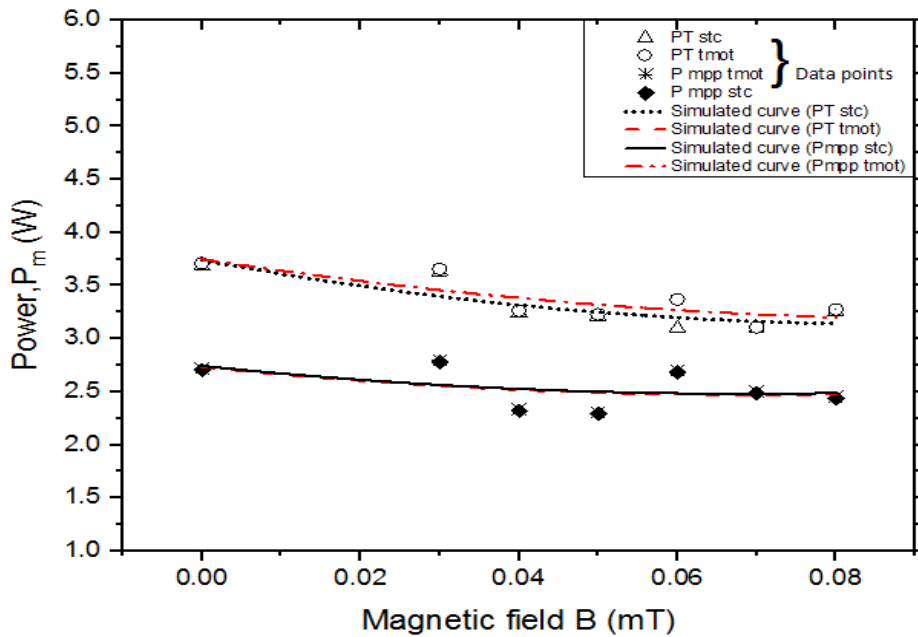 6.0
5.5
5.0
4.5
4.0
3.5
3.0
2.5
2.0
1.5
1.0
Power,Pm (W)
PT stc
PT tmot
P mpp tmot
P mpp stc
} Data points
Simulated curve (PT stc)
Simulated curve (PT tmot)
Simulated curve (Pmpp stc)
Simulated curve (Pmpp tmot)
0.00 0.02 0.04 0.06 0.08
Magnetic field B (mT)